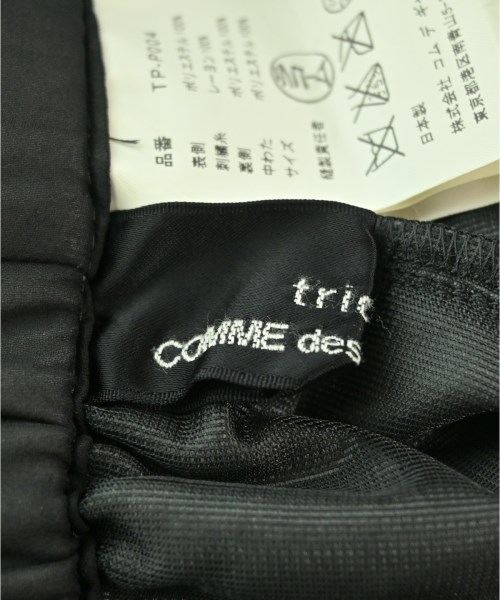 品番 TP-P004
表側 ポリエステル100%
刺繍糸 レーヨン100%
裏側 ポリエステル100%
中わた ポリエステル100%
サイズ
縫製責任者
日本製
株式会社 コム デ ギャ
東京都港区南青山5-
tric
COMME des